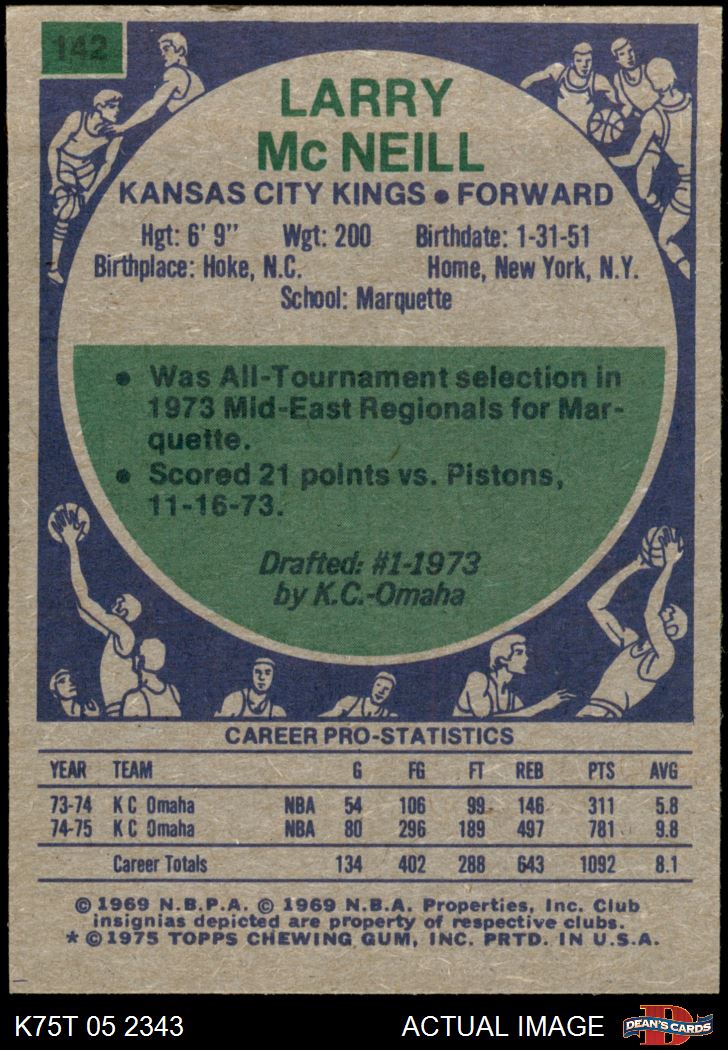 142
LARRY
Mc NEILL
KANSAS CITY KINGS • FORWARD
Hgt: 6' 9" Wgt: 200 Birthdate: 1-31-51
Birthplace: Hoke, N.C. Home, New York, N.Y.
School: Marquette
• Was All-Tournament selection in
1973 Mid-East Regionals for Mar-
quette.
• Scored 21 points vs. Pistons,
11-16-73.
Drafted: #1-1973
by K.C.-Omaha
CAREER PRO-STATISTICS
YEAR TEAM G FG FT REB PTS AVG
73-74 K C Omaha NBA 54 106 99 146 311 5.8
74-75 K C Omaha NBA 80 296 189 497 781 9.8
Career Totals 134 402 288 643 1092 8.1
© 1969 N.B.P.A. © 1969 N.B.A. Properties, Inc. Club
insignias depicted are property of respective clubs.
* © 1975 TOPPS CHEWING GUM, INC. PRTD. IN U.S.A.
K75T 05 2343 ACTUAL IMAGE D DEAN'S CARDS